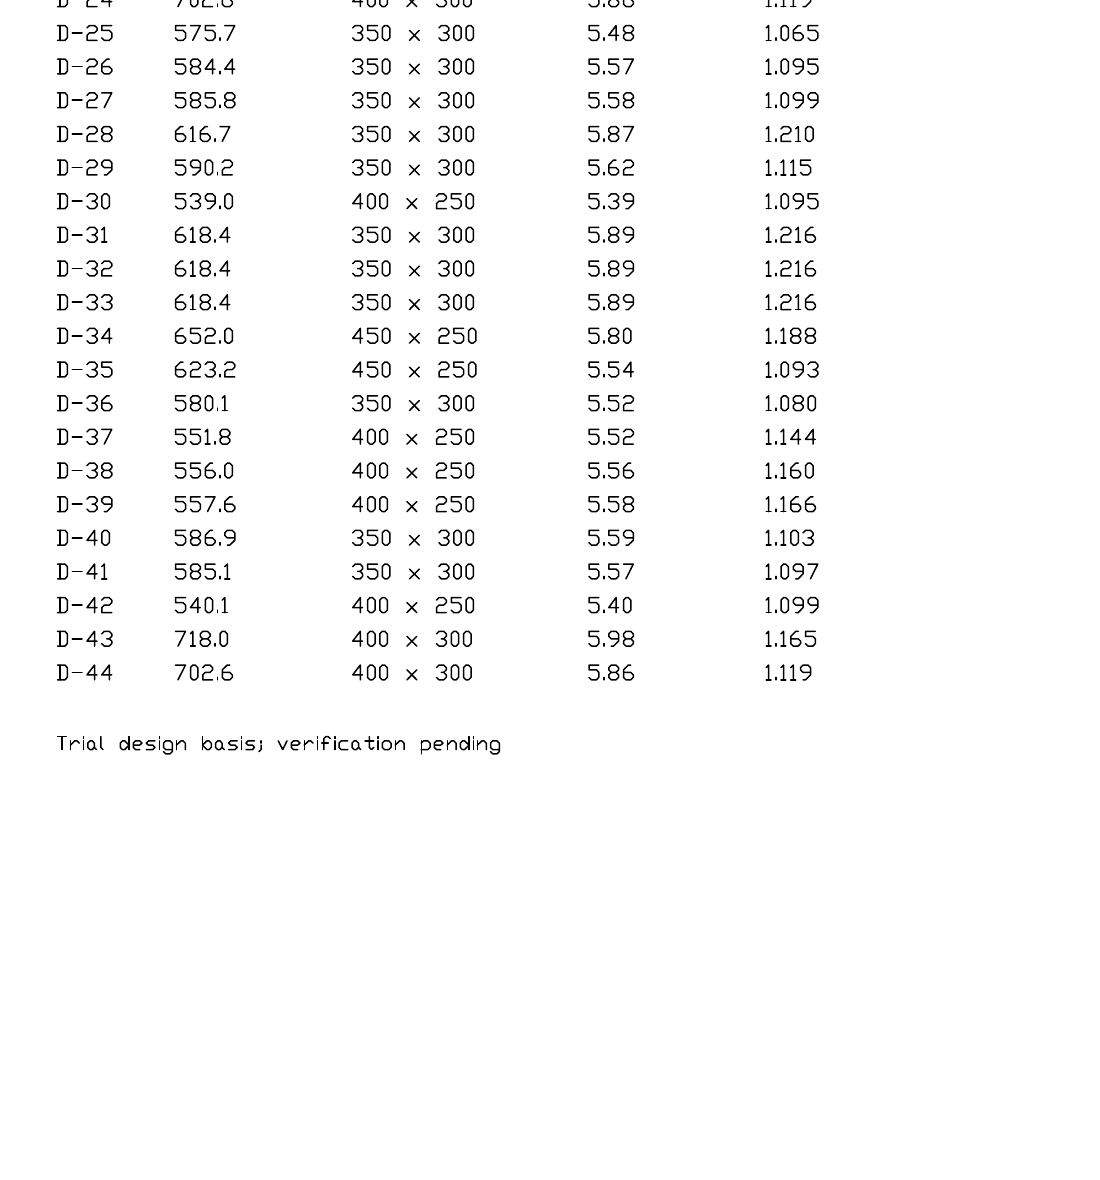 D-24 702.6 400 x 300 5.86 1.119
D-25 575.7 350 x 300 5.48 1.065
D-26 584.4 350 x 300 5.57 1.095
D-27 585.8 350 x 300 5.58 1.099
D-28 616.7 350 x 300 5.87 1.210
D-29 590.2 350 x 300 5.62 1.115
D-30 539.0 400 x 250 5.39 1.095
D-31 618.4 350 x 300 5.89 1.216
D-32 618.4 350 x 300 5.89 1.216
D-33 618.4 350 x 300 5.89 1.216
D-34 652.0 450 x 250 5.80 1.188
D-35 623.2 450 x 250 5.54 1.093
D-36 580.1 350 x 300 5.52 1.080
D-37 551.8 400 x 250 5.52 1.144
D-38 556.0 400 x 250 5.56 1.160
D-39 557.6 400 x 250 5.58 1.166
D-40 586.9 350 x 300 5.59 1.103
D-41 585.1 350 x 300 5.57 1.097
D-42 540.1 400 x 250 5.40 1.099
D-43 718.0 400 x 300 5.98 1.165
D-44 702.6 400 x 300 5.86 1.119
Trial design basis; verification pending